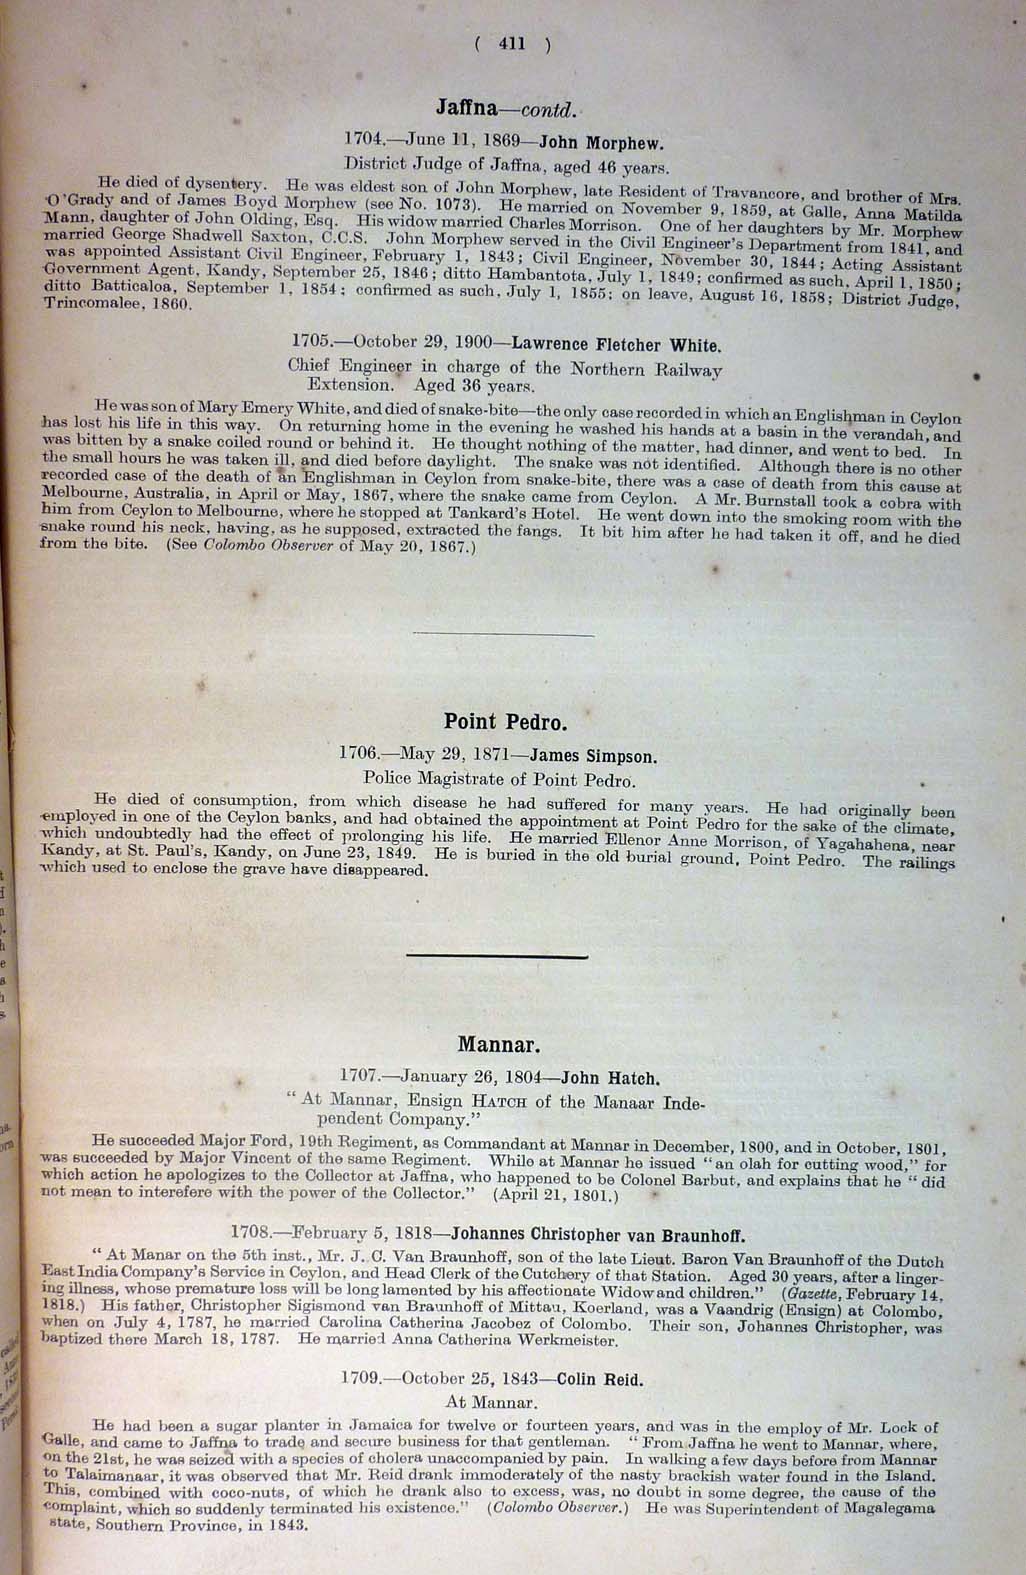 ( 411 )
Jaffna—contd.
1704.—June 11, 1869—John Morphew.
District Judge of Jaffna, aged 46 years.
He died of dysentery. He was eldest son of John Morphew, late Resident of Travancore, and brother of Mrs.
O'Grady and of James Boyd Morphew (see No. 1073). He married on November 9, 1859, at Galle, Anna Matilda
Mann, daughter of John Olding, Esq. His widow married Charles Morrison. One of her daughters by Mr. Morphew
married George Shadwell Saxton, C.C.S. John Morphew served in the Civil Engineer's Department from 1841, and
was appointed Assistant Civil Engineer, February 1, 1843; Civil Engineer, November 30, 1844; Acting Assistant
Government Agent, Kandy, September 25, 1846; ditto Hambantota, July 1, 1849; confirmed as such, April 1, 1850;
ditto Batticaloa, September 1, 1854; confirmed as such, July 1, 1855; on leave, August 16, 1858; District Judge,
Trincomalee, 1860.
1705.—October 29, 1900—Lawrence Fletcher White.
Chief Engineer in charge of the Northern Railway
Extension. Aged 36 years.
He was son of Mary Emery White, and died of snake-bite—the only case recorded in which an Englishman in Ceylon
has lost his life in this way. On returning home in the evening he washed his hands at a basin in the verandah, and
was bitten by a snake coiled round or behind it. He thought nothing of the matter, had dinner, and went to bed. In
the small hours he was taken ill, and died before daylight. The snake was not identified. Although there is no other
recorded case of the death of an Englishman in Ceylon from snake-bite, there was a case of death from this cause at
Melbourne, Australia, in April or May, 1867, where the snake came from Ceylon. A Mr. Burnstall took a cobra with
him from Ceylon to Melbourne, where he stopped at Tankard's Hotel. He went down into the smoking room with the
snake round his neck, having, as he supposed, extracted the fangs. It bit him after he had taken it off, and he died
from the bite. (See Colombo Observer of May 20, 1867.)
Point Pedro.
1706.—May 29, 1871—James Simpson.
Police Magistrate of Point Pedro.
He died of consumption, from which disease he had suffered for many years. He had originally been
employed in one of the Ceylon banks, and had obtained the appointment at Point Pedro for the sake of the climate,
which undoubtedly had the effect of prolonging his life. He married Ellenor Anne Morrison, of Yagahahena, near
Kandy, at St. Paul's, Kandy, on June 23, 1849. He is buried in the old burial ground, Point Pedro. The railings
which used to enclose the grave have disappeared.
Mannar.
1707.—January 26, 1804—John Hatch.
"At Mannar, Ensign HATCH of the Manaar Inde-
pendent Company."
He succeeded Major Ford, 19th Regiment, as Commandant at Mannar in December, 1800, and in October, 1801,
was succeeded by Major Vincent of the same Regiment. While at Mannar he issued "an olah for cutting wood," for
which action he apologizes to the Collector at Jaffna, who happened to be Colonel Barbut, and explains that he "did
not mean to interefere with the power of the Collector." (April 21, 1801.)
1708.—February 5, 1818—Johannes Christopher van Braunhoff.
"At Manar on the 5th inst., Mr. J. C. Van Braunhoff, son of the late Lieut. Baron Van Braunhoff of the Dutch
East India Company's Service in Ceylon, and Head Clerk of the Cutchery of that Station. Aged 30 years, after a linger-
ing illness, whose premature loss will be long lamented by his affectionate Widow and children." (Gazette, February 14,
1818.) His father, Christopher Sigismond van Braunhoff of Mittau, Koerland, was a Vaandrig (Ensign) at Colombo,
when on July 4, 1787, he married Carolina Catherina Jacobez of Colombo. Their son, Johannes Christopher, was
baptized there March 18, 1787. He married Anna Catherina Werkmeister.
1709.—October 25, 1843—Colin Reid.
At Mannar.
He had been a sugar planter in Jamaica for twelve or fourteen years, and was in the employ of Mr. Lock of
Galle, and came to Jaffna to trade and secure business for that gentleman. "From Jaffna he went to Mannar, where,
on the 21st, he was seized with a species of cholera unaccompanied by pain. In walking a few days before from Mannar
to Talaimanaar, it was observed that Mr. Reid drank immoderately of the nasty brackish water found in the Island.
This, combined with coco-nuts, of which he drank also to excess, was, no doubt in some degree, the cause of the
complaint, which so suddenly terminated his existence." (Colombo Observer.) He was Superintendent of Magalegama
state, Southern Province, in 1843.